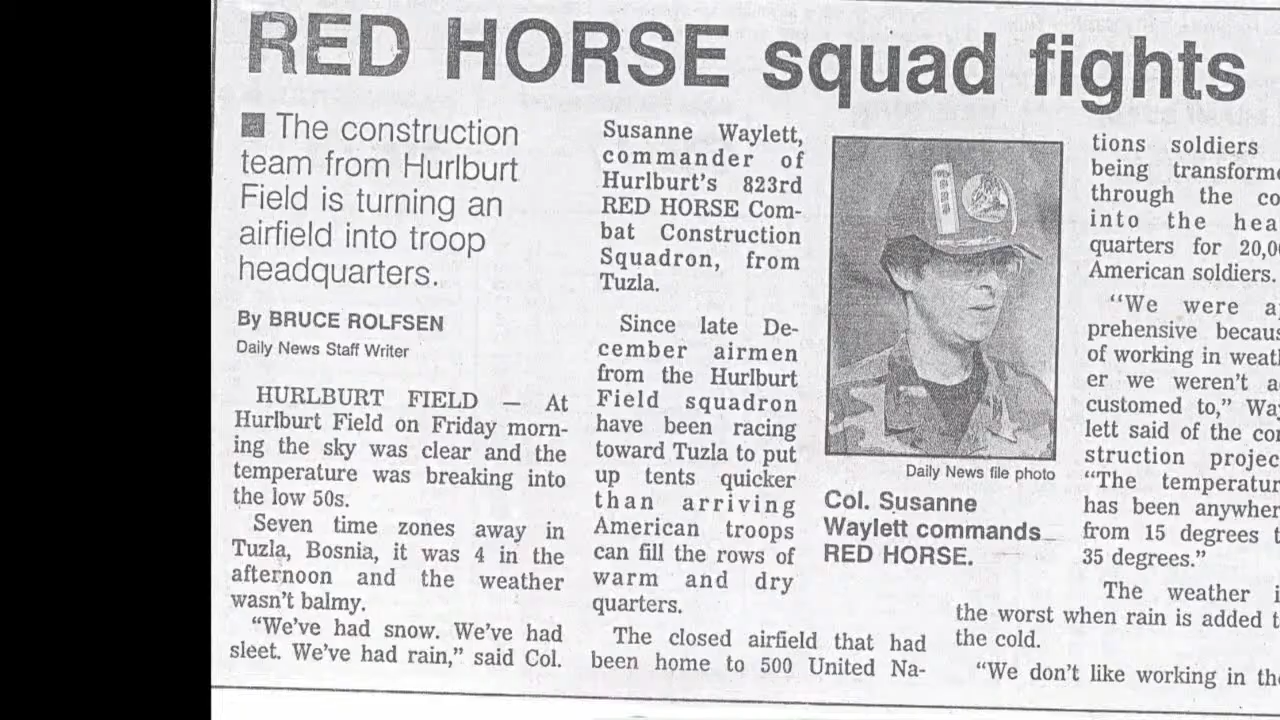 RED HORSE squad fights
The construction
team from Hurlburt
Field is turning an
airfield into troop
headquarters.
By BRUCE ROLFSEN
Daily News Staff Writer
HURLBURT FIELD — At
Hurlburt Field on Friday morn-
ing the sky was clear and the
temperature was breaking into
the low 50s.
Seven time zones away in
Tuzla, Bosnia, it was 4 in the
afternoon and the weather
wasn't balmy.
“We've had snow. We've had
sleet. We've had rain,” said Col.
Susanne Waylett,
commander of
Hurlburt's 823rd
RED HORSE Com-
bat Construction
Squadron, from
Tuzla.
Since late De-
cember airmen
from the Hurlburt
Field squadron
have been racing
toward Tuzla to put
up tents quicker
than arriving
American troops
can fill the rows of
warm and dry
quarters.
The closed airfield that had
been home to 500 United Na-
Daily News file photo
Col. Susanne
Waylett commands
RED HORSE.
tions soldiers
being transforme
through the co
into the hea
quarters for 20,00
American soldiers.
“We were a
prehensive becaus
of working in weat
er we weren't a
customed to,” Way
lett said of the co
struction projec
“The temperatur
has been anywher
from 15 degrees t
35 degrees.”
The weather i
the worst when rain is added t
the cold.
“We don't like working in the